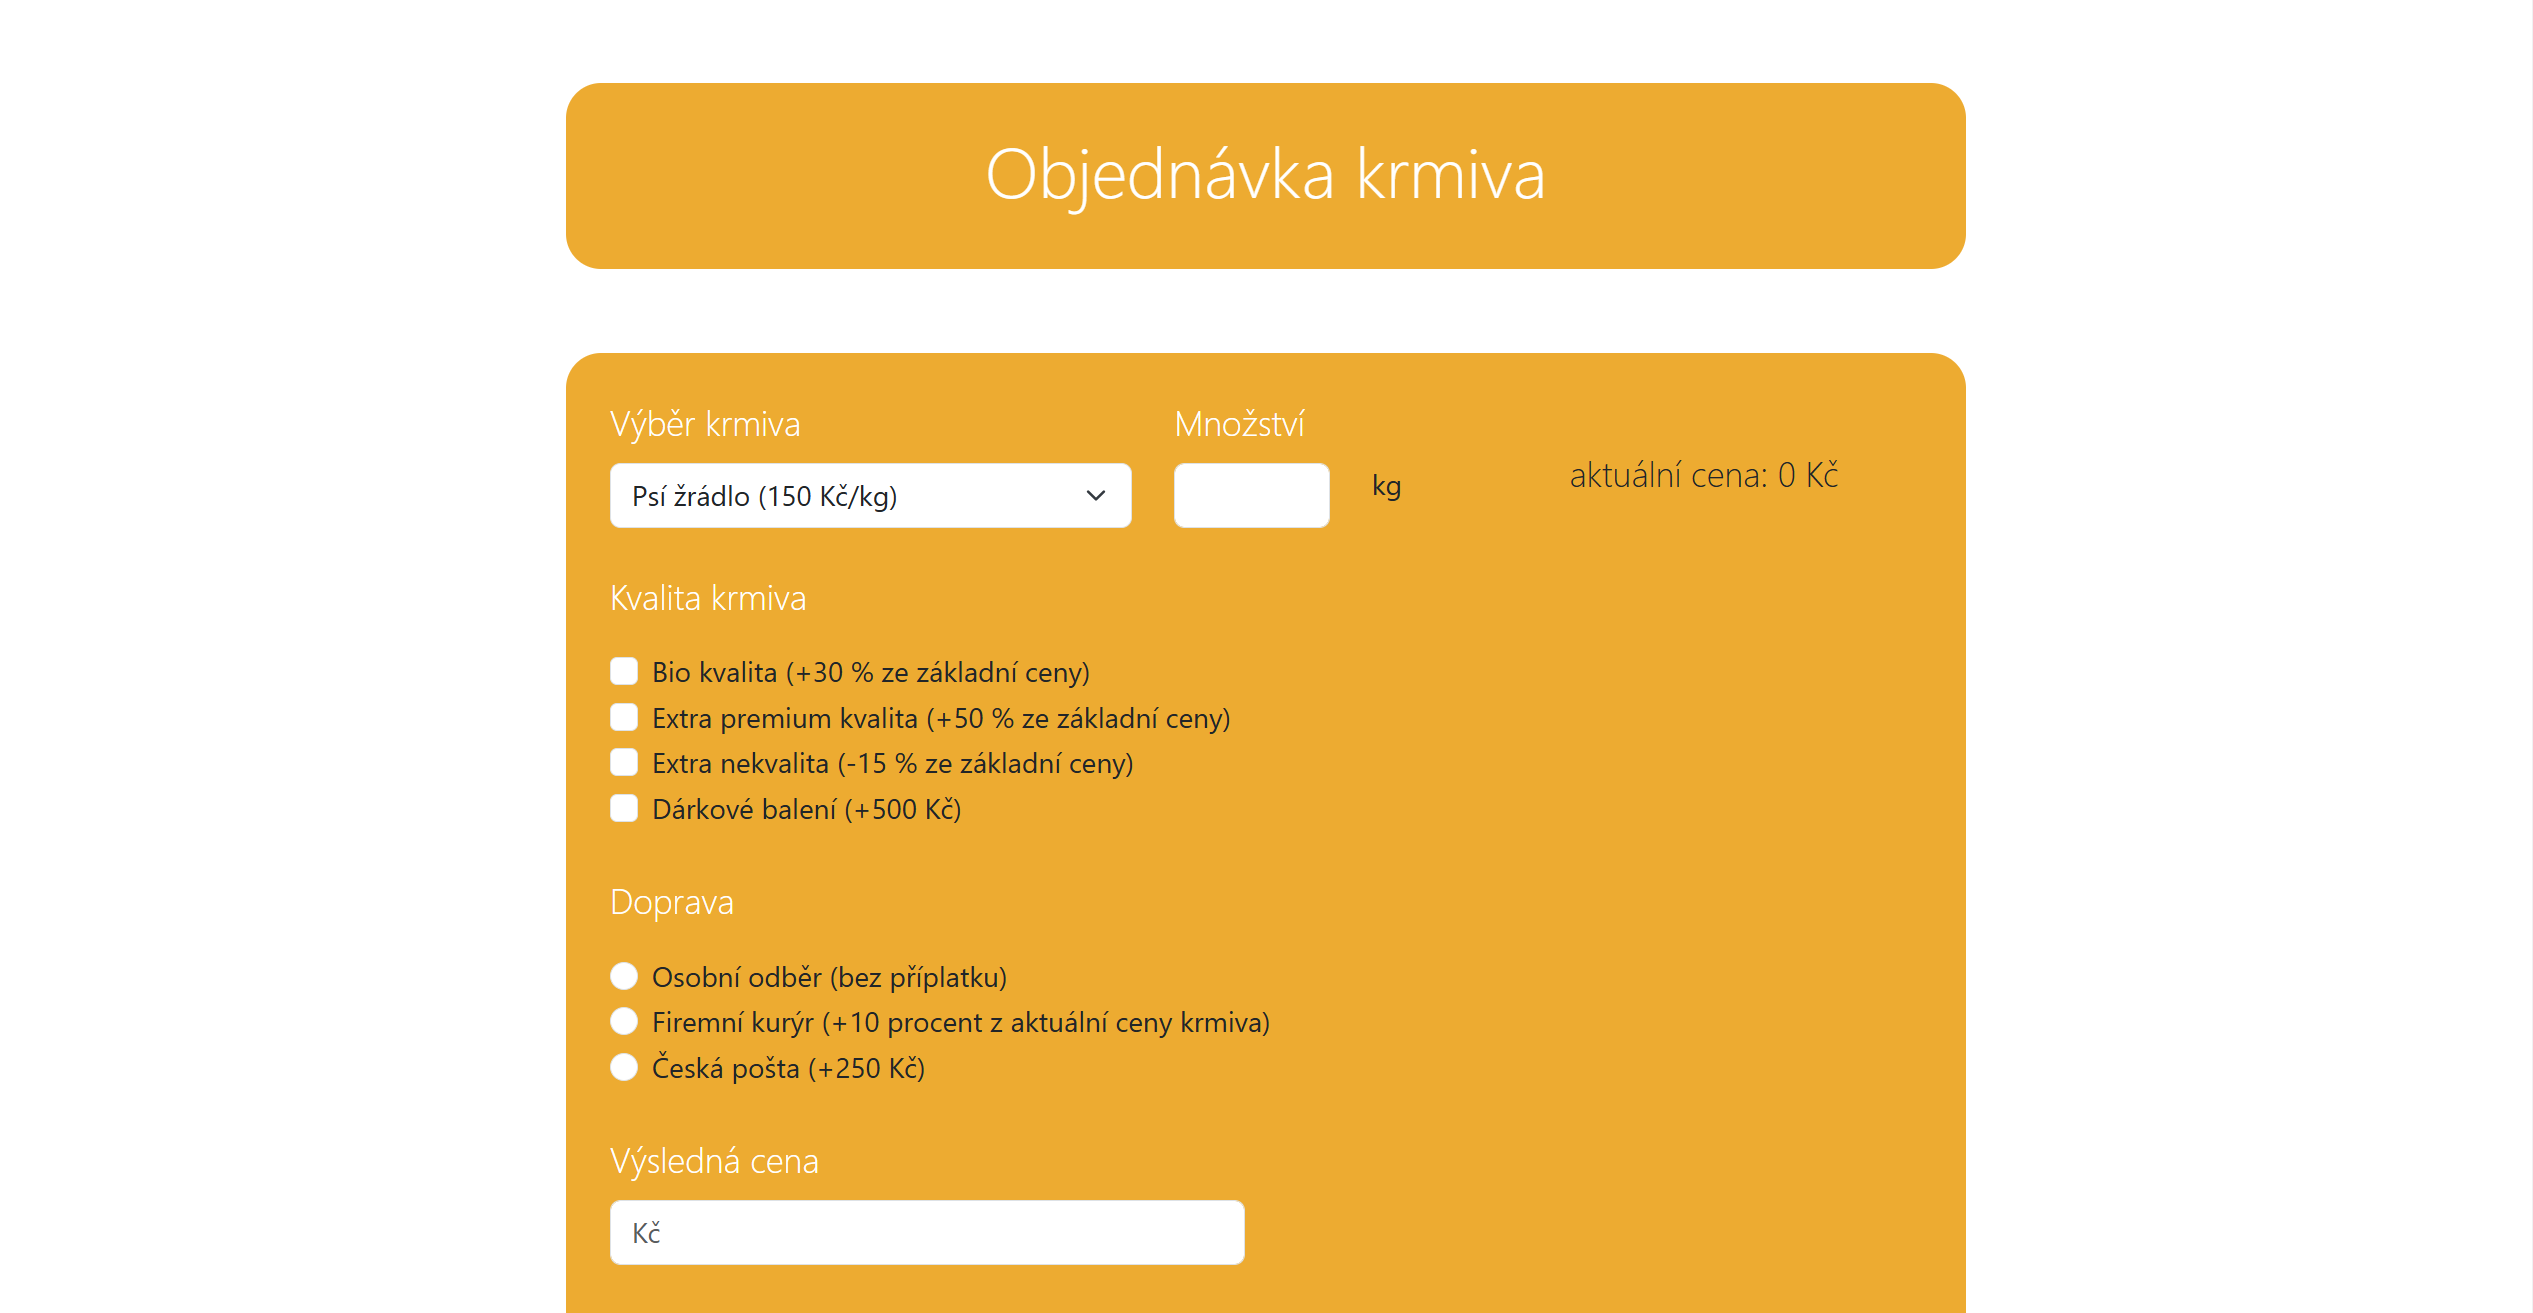 Objednávka krmiva
Výběr krmiva
Množství
Psí žrádlo (150 Kč/kg)
kg
aktuální cena: 0 Kč
Kvalita krmiva
Bio kvalita (+30 % ze základní ceny)
Extra premium kvalita (+50 % ze základní ceny)
Extra nekvalita (-15 % ze základní ceny)
Dárkové balení (+500 Kč)
Doprava
Osobní odběr (bez příplatku)
Firemní kurýr (+10 procent z aktuální ceny krmiva)
Česká pošta (+250 Kč)
Výsledná cena
Kč